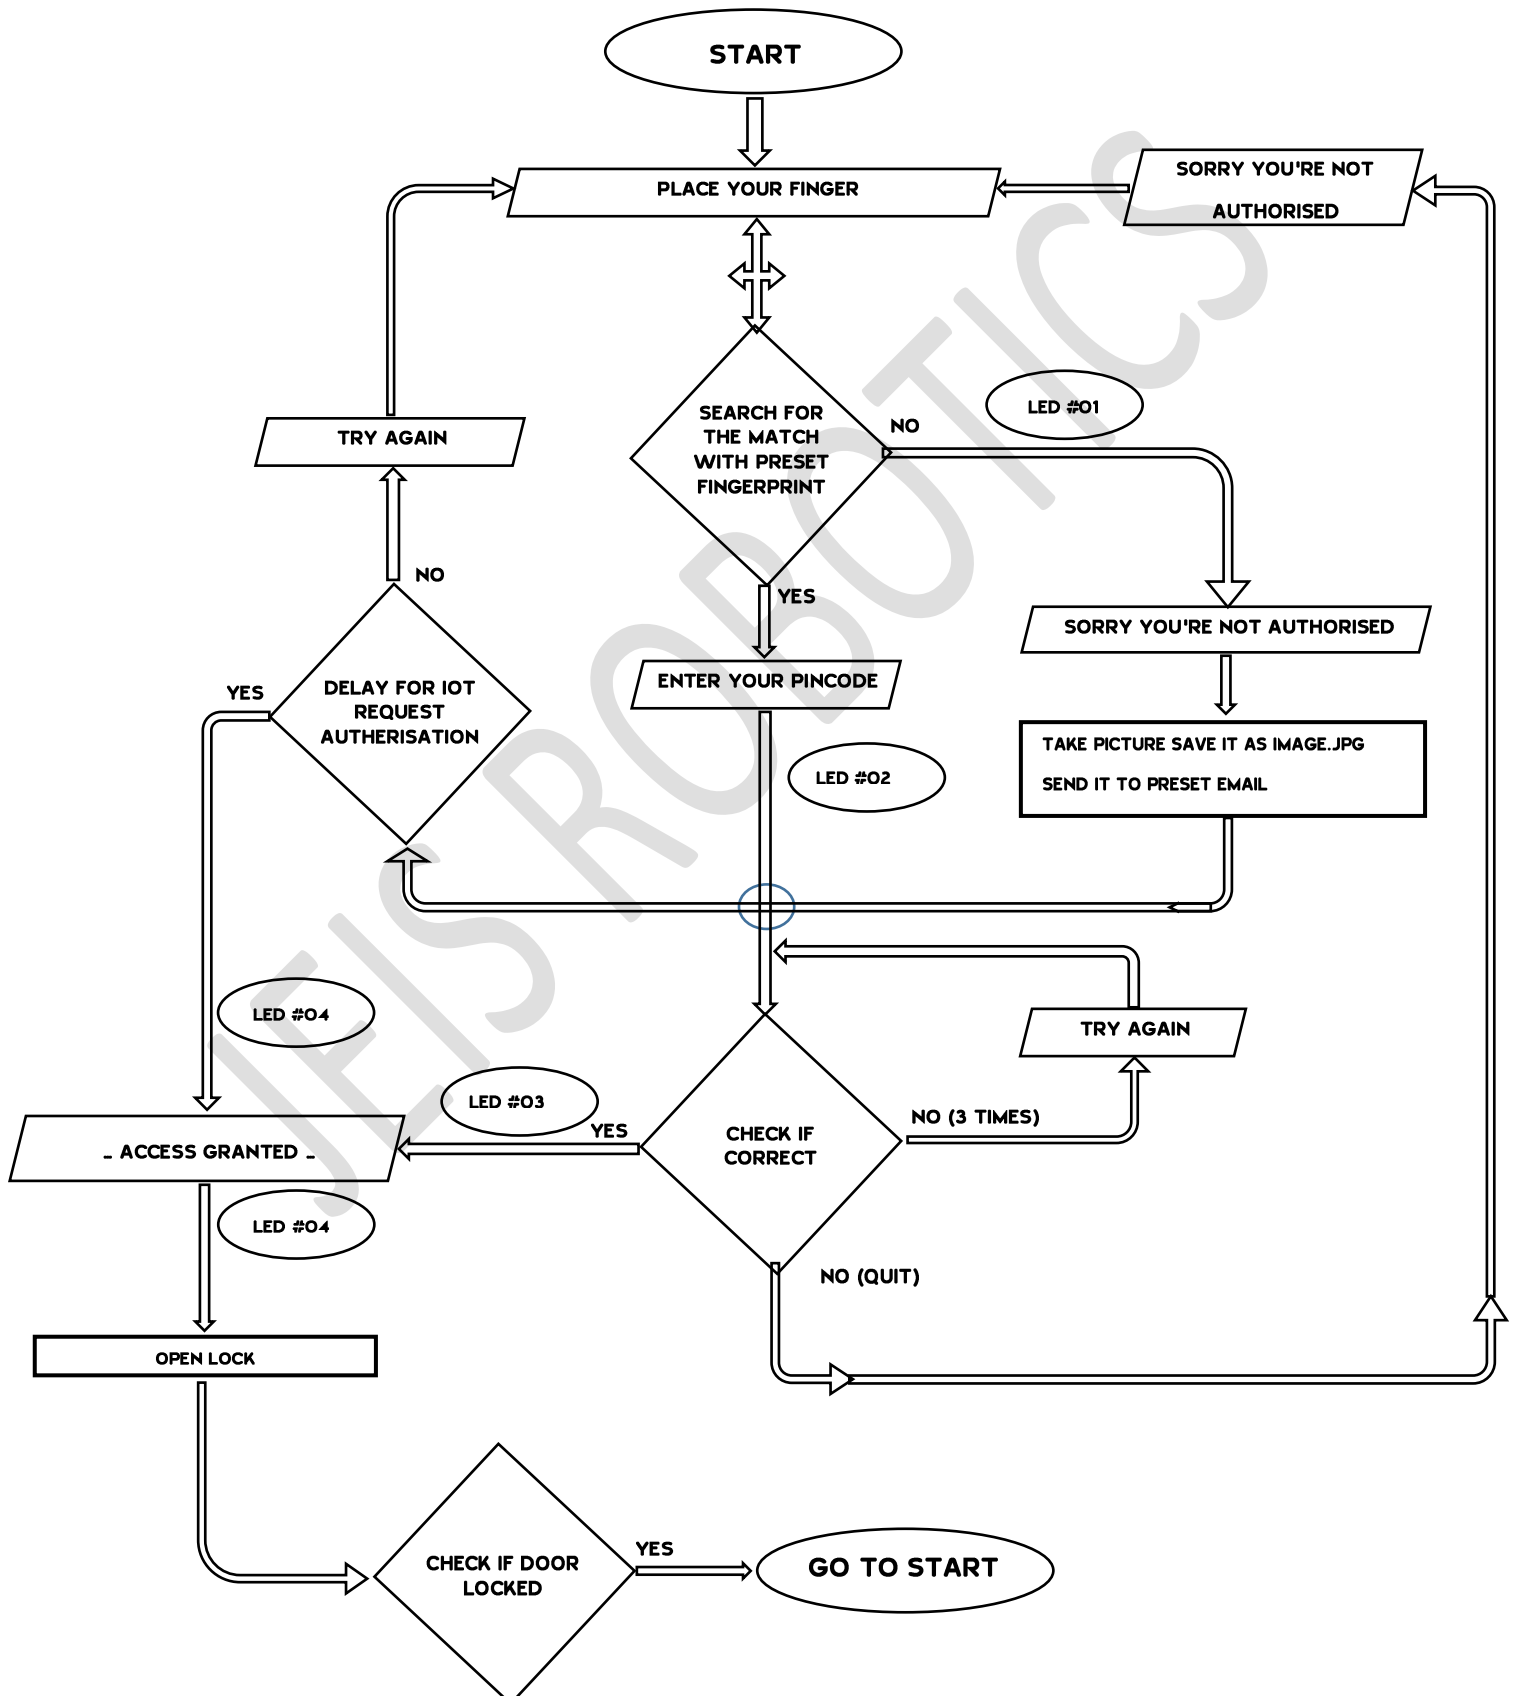 START
PLACE YOUR FINGER
SORRY YOU'RE NOT
AUTHORISED
SEARCH FOR
THE MATCH
WITH PRESET
FINGERPRINT
NO
LED #01
TRY AGAIN
NO
YES
SORRY YOU'RE NOT AUTHORISED
ENTER YOUR PINCODE
YES
DELAY FOR IOT
REQUEST
AUTHERISATION
TAKE PICTURE SAVE IT AS IMAGE.JPG
SEND IT TO PRESET EMAIL
LED #02
LED #04
TRY AGAIN
LED #03
YES
NO (3 TIMES)
CHECK IF
CORRECT
_ ACCESS GRANTED _
LED #04
NO (QUIT)
OPEN LOCK
CHECK IF DOOR
LOCKED
YES
GO TO START
JEIS ROBOTICS